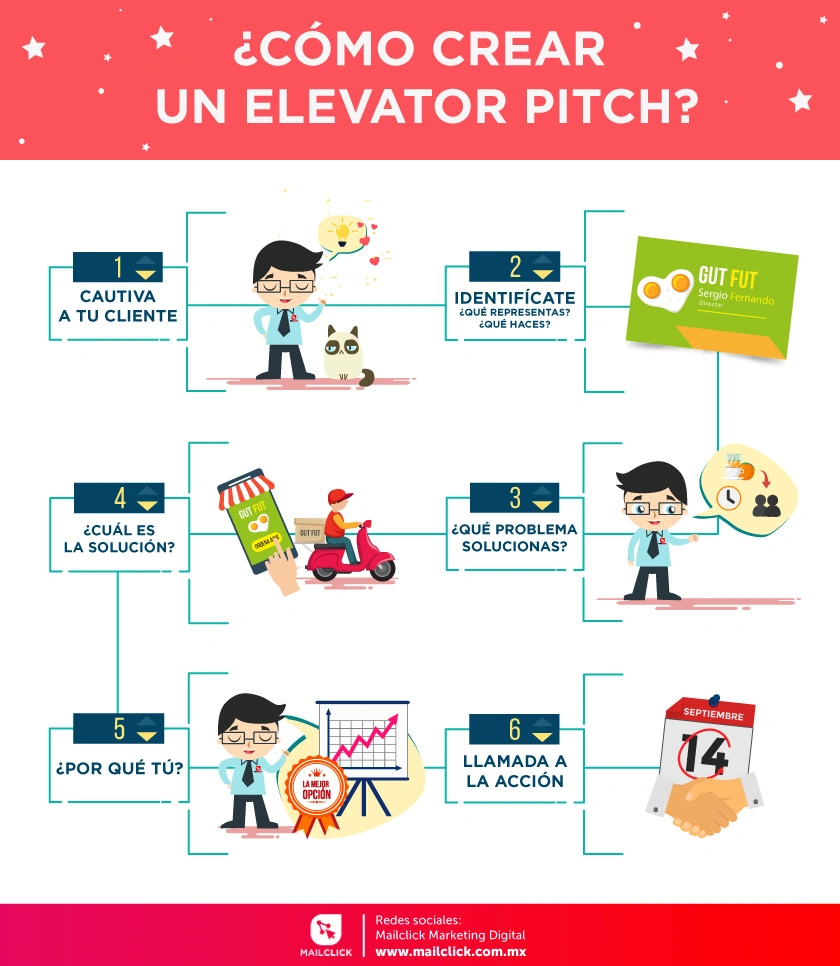 ¿CÓMO CREAR
UN ELEVATOR PITCH?
1
CAUTIVA
A TU CLIENTE
2
IDENTIFÍCATE
¿QUÉ REPRESENTAS?
¿QUÉ HACES?
GUT FUT
Sergio Fernando
Director
4
¿CUÁL ES
LA SOLUCIÓN?
GUT FUT
GUT FUT
3
¿QUÉ PROBLEMA
SOLUCIONAS?
5
¿POR QUÉ TÚ?
LA MEJOR
OPCIÓN
6
LLAMADA A
LA ACCIÓN
SEPTIEMBRE
14
MAILCLICK
Redes sociales:
Mailclick Marketing Digital
www.mailclick.com.mx